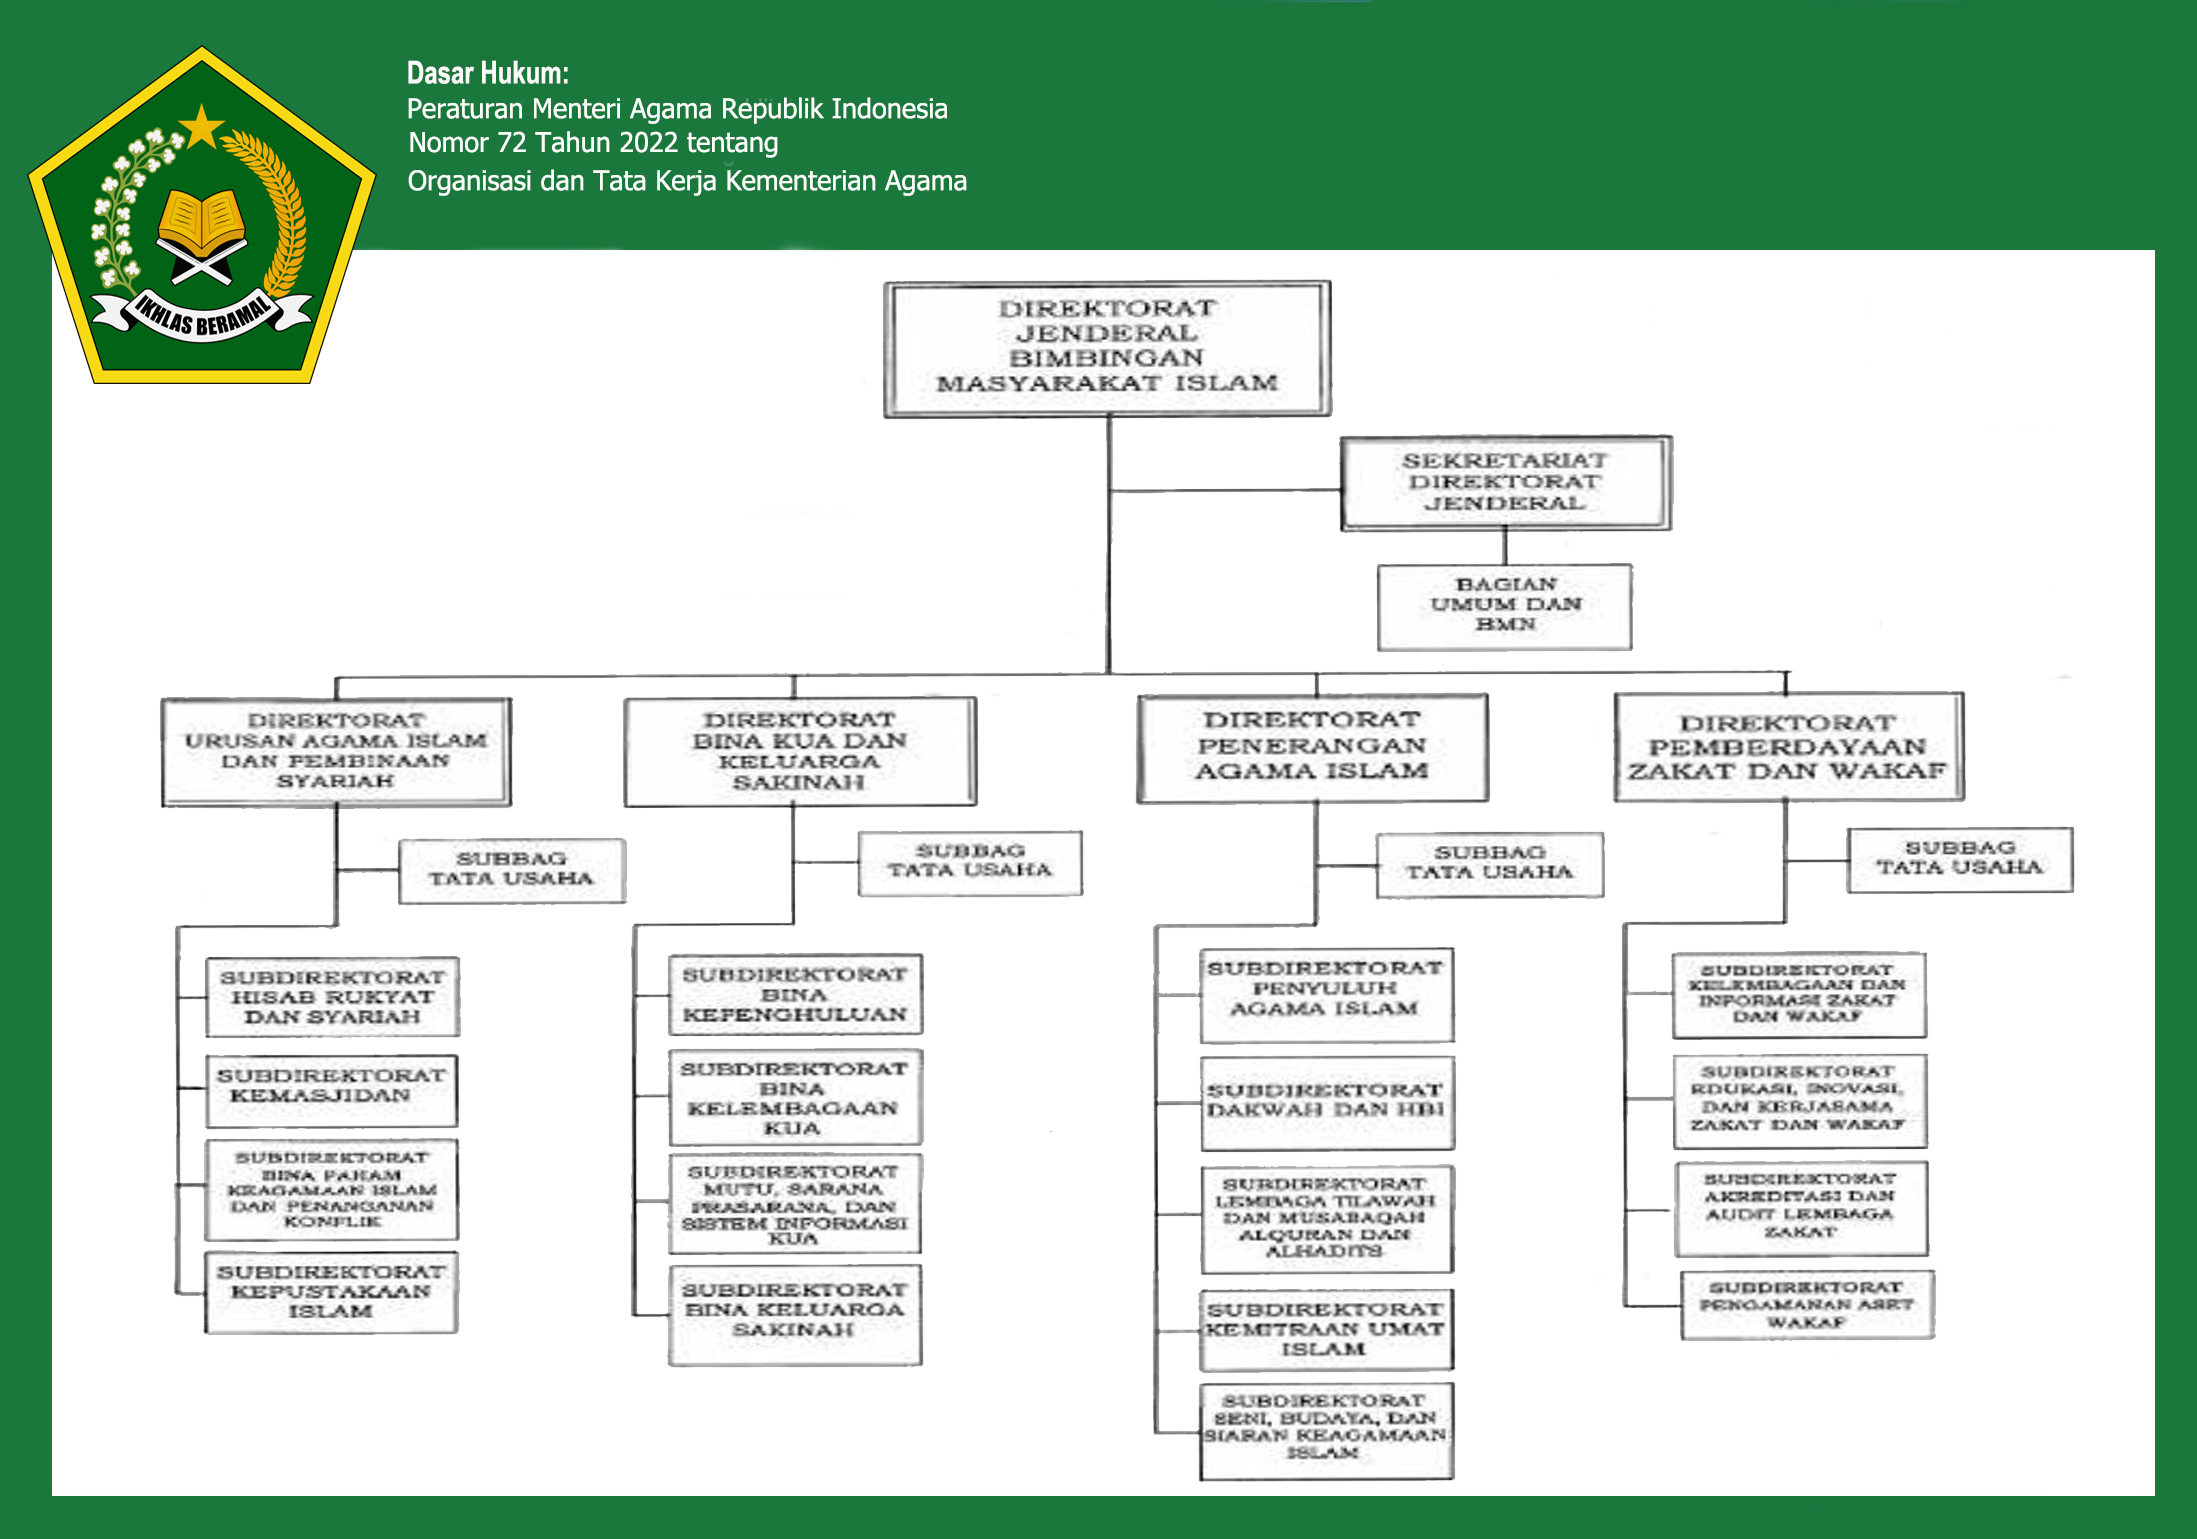 Dasar Hukum:
Peraturan Menteri Agama Republik Indonesia
Nomor 72 Tahun 2022 tentang
Organisasi dan Tata Kerja Kementerian Agama
IKHLAS BERAMAL
DIREKTORAT
JENDERAL
BIMBINGAN
MASYARAKAT ISLAM
SEKRETARIAT
DIREKTORAT
JENDERAL
BAGIAN
UMUM DAN
BMN
DIREKTORAT
URUSAN AGAMA ISLAM
DAN PEMBINAAN
SYARIAH
DIREKTORAT
BINA KUA DAN
KELUARGA
SAKINAH
DIREKTORAT
PENERANGAN
AGAMA ISLAM
DIREKTORAT
PEMBERDAYAAN
ZAKAT DAN WAKAF
SUBBAG
TATA USAHA
SUBBAG
TATA USAHA
SUBBAG
TATA USAHA
SUBBAG
TATA USAHA
SUBDIREKTORAT
HISAB RUKYAT
DAN SYARIAH
SUBDIREKTORAT
KEMASJIDAN
SUBDIREKTORAT
BINA PAHAM
KEAGAMAAN ISLAM
DAN PENANGANAN
KONFLIK
SUBDIREKTORAT
KEPUSTAKAAN
ISLAM
SUBDIREKTORAT
BINA
KEPENGHULUAN
SUBDIREKTORAT
BINA
KELEMBAGAAN
KUA
SUBDIREKTORAT
MUTU, SARANA
PRASARANA, DAN
SISTEM INFORMASI
KUA
SUBDIREKTORAT
BINA KELUARGA
SAKINAH
SUBDIREKTORAT
PENYULUH
AGAMA ISLAM
SUBDIREKTORAT
DAKWAH DAN HBI
SUBDIREKTORAT
LEMBAGA TILAWAH
DAN MUSABAQAH
ALQURAN DAN
ALHADITS
SUBDIREKTORAT
KEMITRAAN UMAT
ISLAM
SUBDIREKTORAT
SENI, BUDAYA, DAN
SIARAN KEAGAMAAN
ISLAM
SUBDIREKTORAT
KELEMBAGAAN DAN
INFORMASI ZAKAT
DAN WAKAF
SUBDIREKTORAT
EDUKASI, INOVASI,
DAN KERJASAMA
ZAKAT DAN WAKAF
SUBDIREKTORAT
AKREDITASI DAN
AUDIT LEMBAGA
ZAKAT
SUBDIREKTORAT
PENGAMANAN ASET
WAKAF